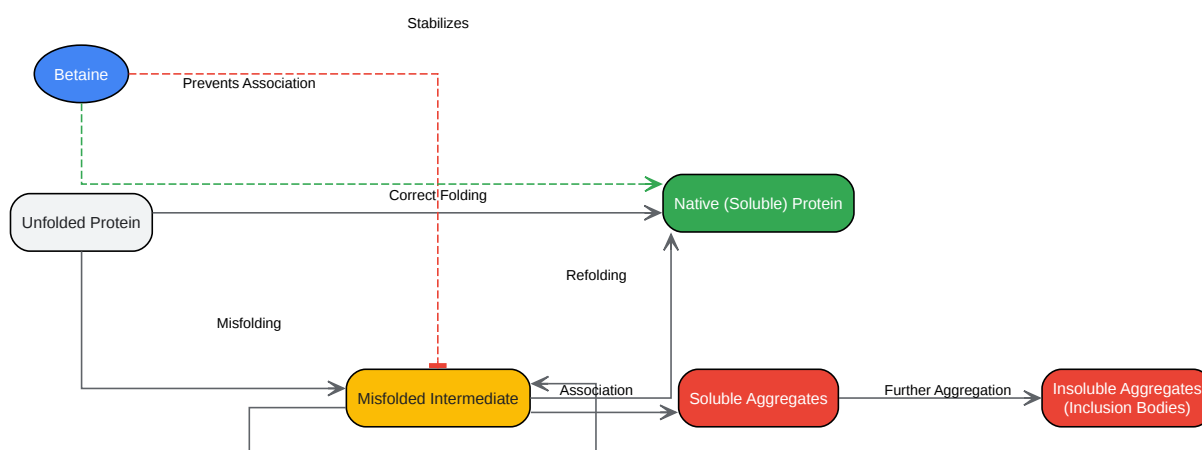 Stabilizes
Betaine
Prevents Association
Correct Folding
Native (Soluble) Protein
Unfolded Protein
Refolding
Misfolding
Misfolded Intermediate
Association
Soluble Aggregates
Further Aggregation
Insoluble Aggregates
(Inclusion Bodies)